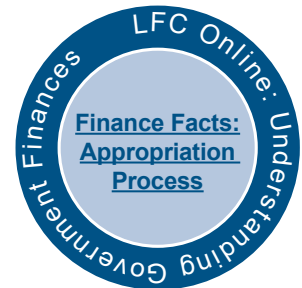 LFC Online: Understanding Government Finances
Finance Facts:
Appropriation
Process